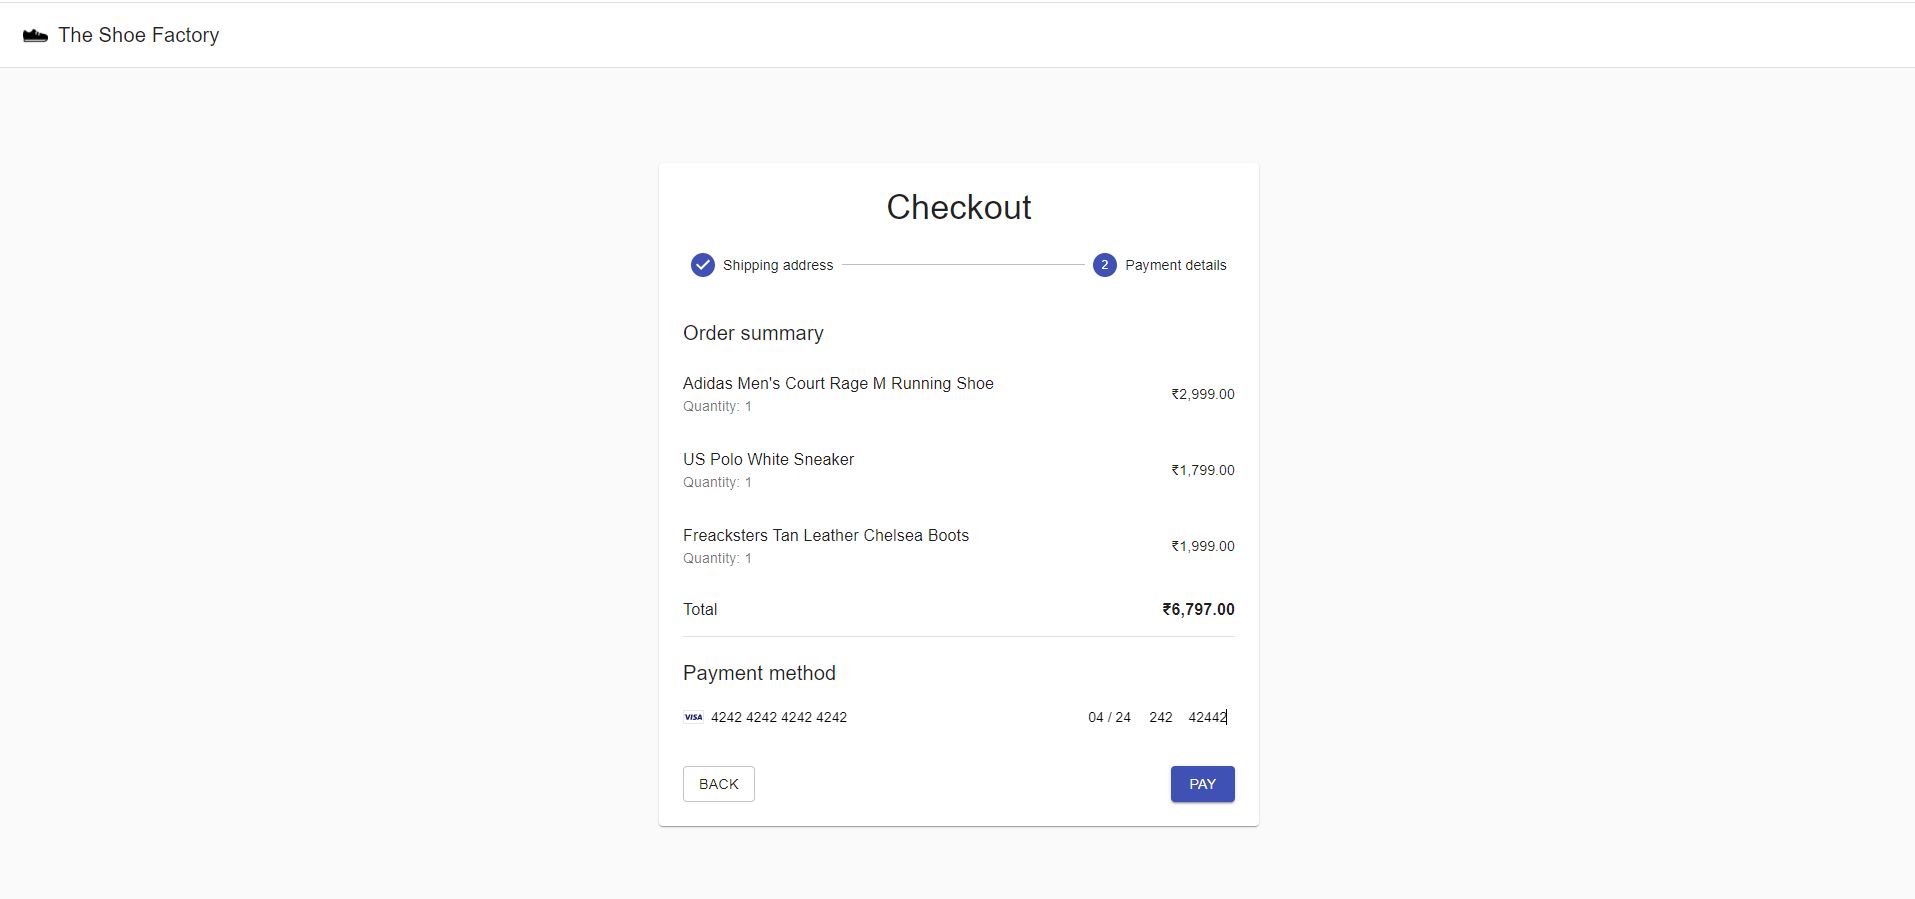 The Shoe Factory
Checkout
Shipping address
2 Payment details
Order summary
Adidas Men's Court Rage M Running Shoe
Quantity: 1
₹2,999.00
US Polo White Sneaker
Quantity: 1
₹1,799.00
Freacksters Tan Leather Chelsea Boots
Quantity: 1
₹1,999.00
Total ₹6,797.00
Payment method
VISA 4242 4242 4242 4242 04 / 24 242 42442
BACK PAY